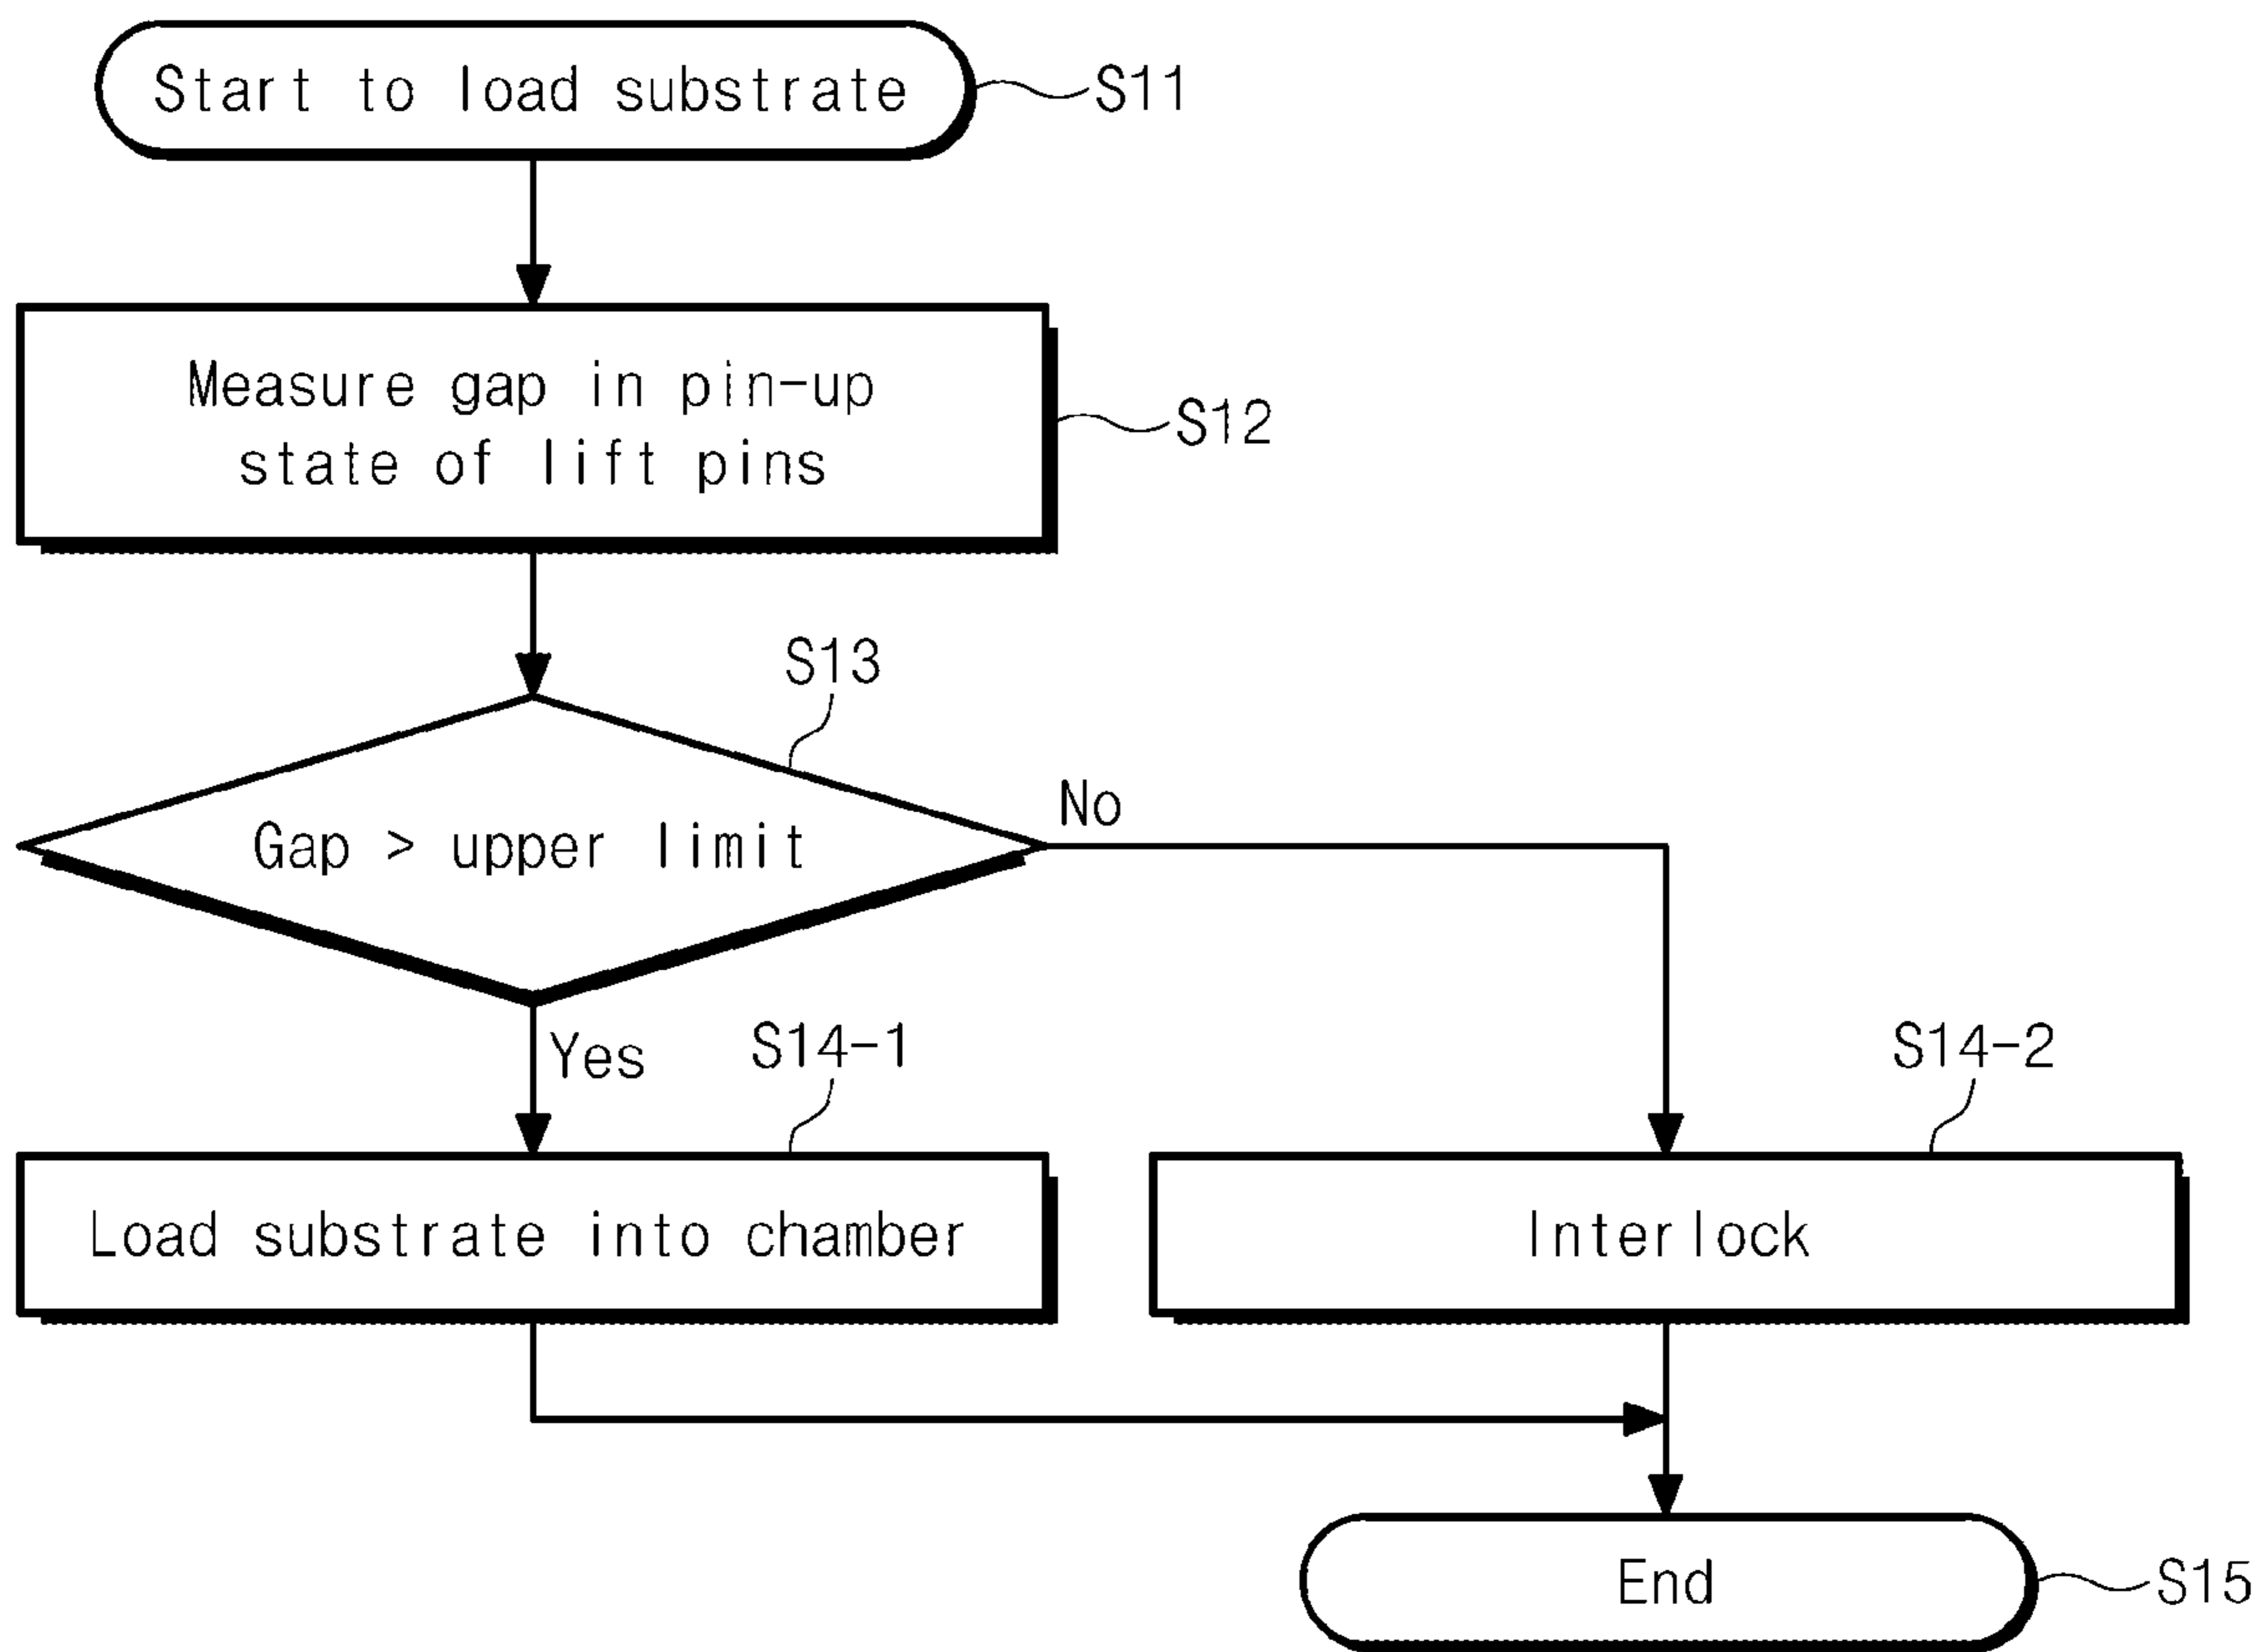 Start to load substrate
S11
Measure gap in pin-up
state of lift pins
S12
S13
Gap > upper limit
No
Yes
S14-1
S14-2
Load substrate into chamber
Interlock
End
S15